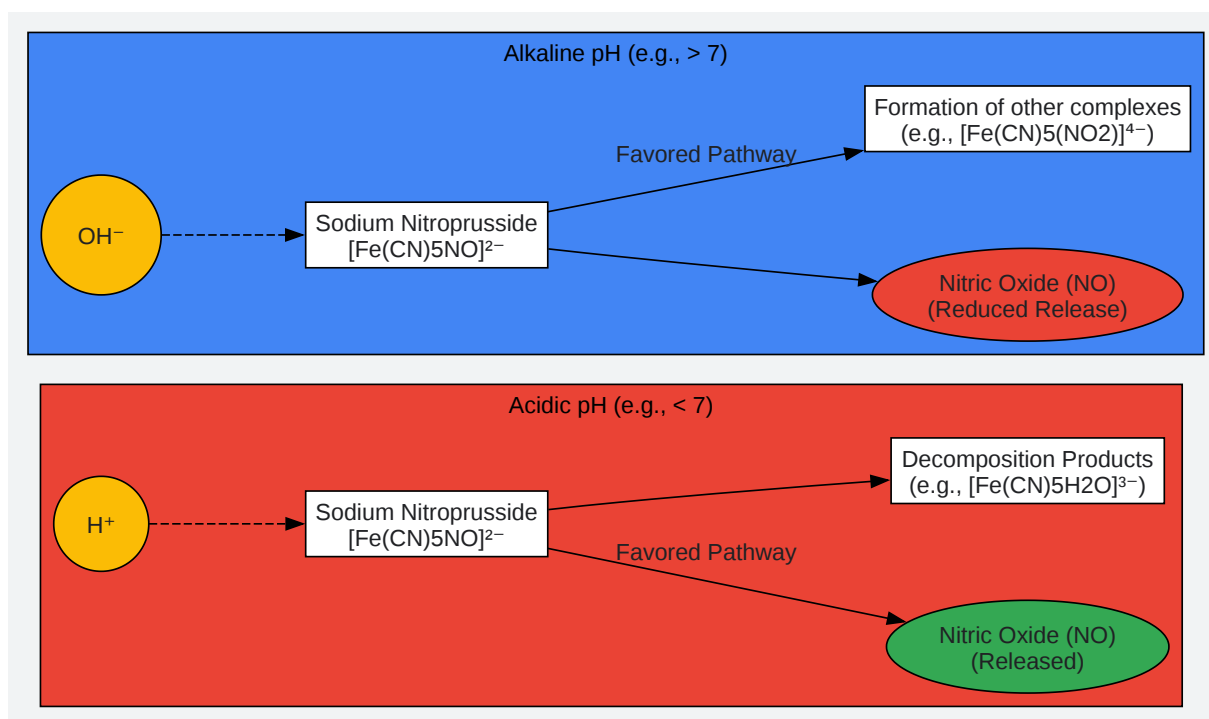 Alkaline pH (e.g., > 7)
Formation of other complexes
(e.g., [Fe(CN)5(NO2)]⁴⁻)
Favored Pathway
OH⁻
Sodium Nitroprusside
[Fe(CN)5NO]²⁻
Nitric Oxide (NO)
(Reduced Release)
Acidic pH (e.g., < 7)
Decomposition Products
(e.g., [Fe(CN)5H2O]³⁻)
H⁺
Sodium Nitroprusside
[Fe(CN)5NO]²⁻
Favored Pathway
Nitric Oxide (NO)
(Released)